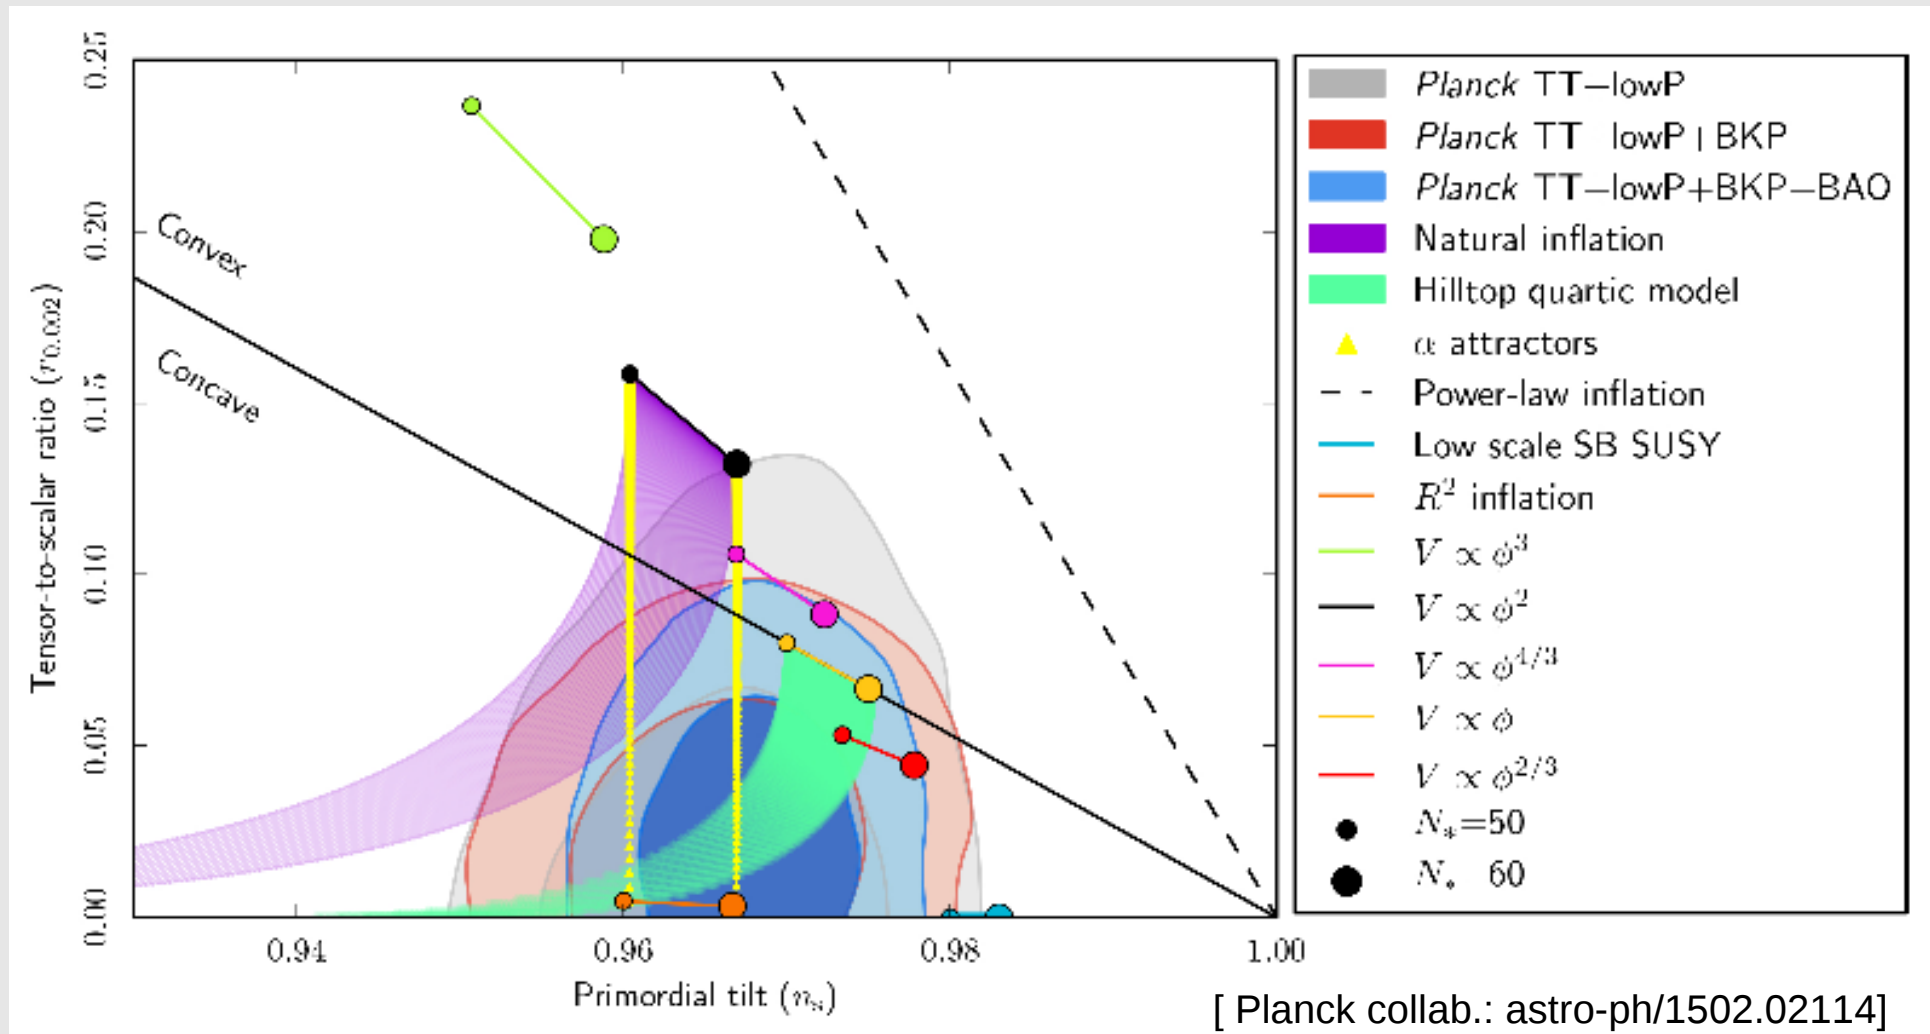 0.25
0.20
0.15
0.10
0.05
0.00
Tensor-to-scalar ratio (r0.002)
Convex
Concave
0.94 0.96 0.98 1.00
Primordial tilt (ns)
Planck TT−lowP
Planck TT lowP+BKP
Planck TT−lowP+BKP−BAO
Natural inflation
Hilltop quartic model
α attractors
Power-law inflation
Low scale SB SUSY
R² inflation
V ∝ ϕ³
V ∝ ϕ²
V ∝ ϕ⁴/³
V ∝ ϕ
V ∝ ϕ²/³
N*=50
N* 60
[ Planck collab.: astro-ph/1502.02114]